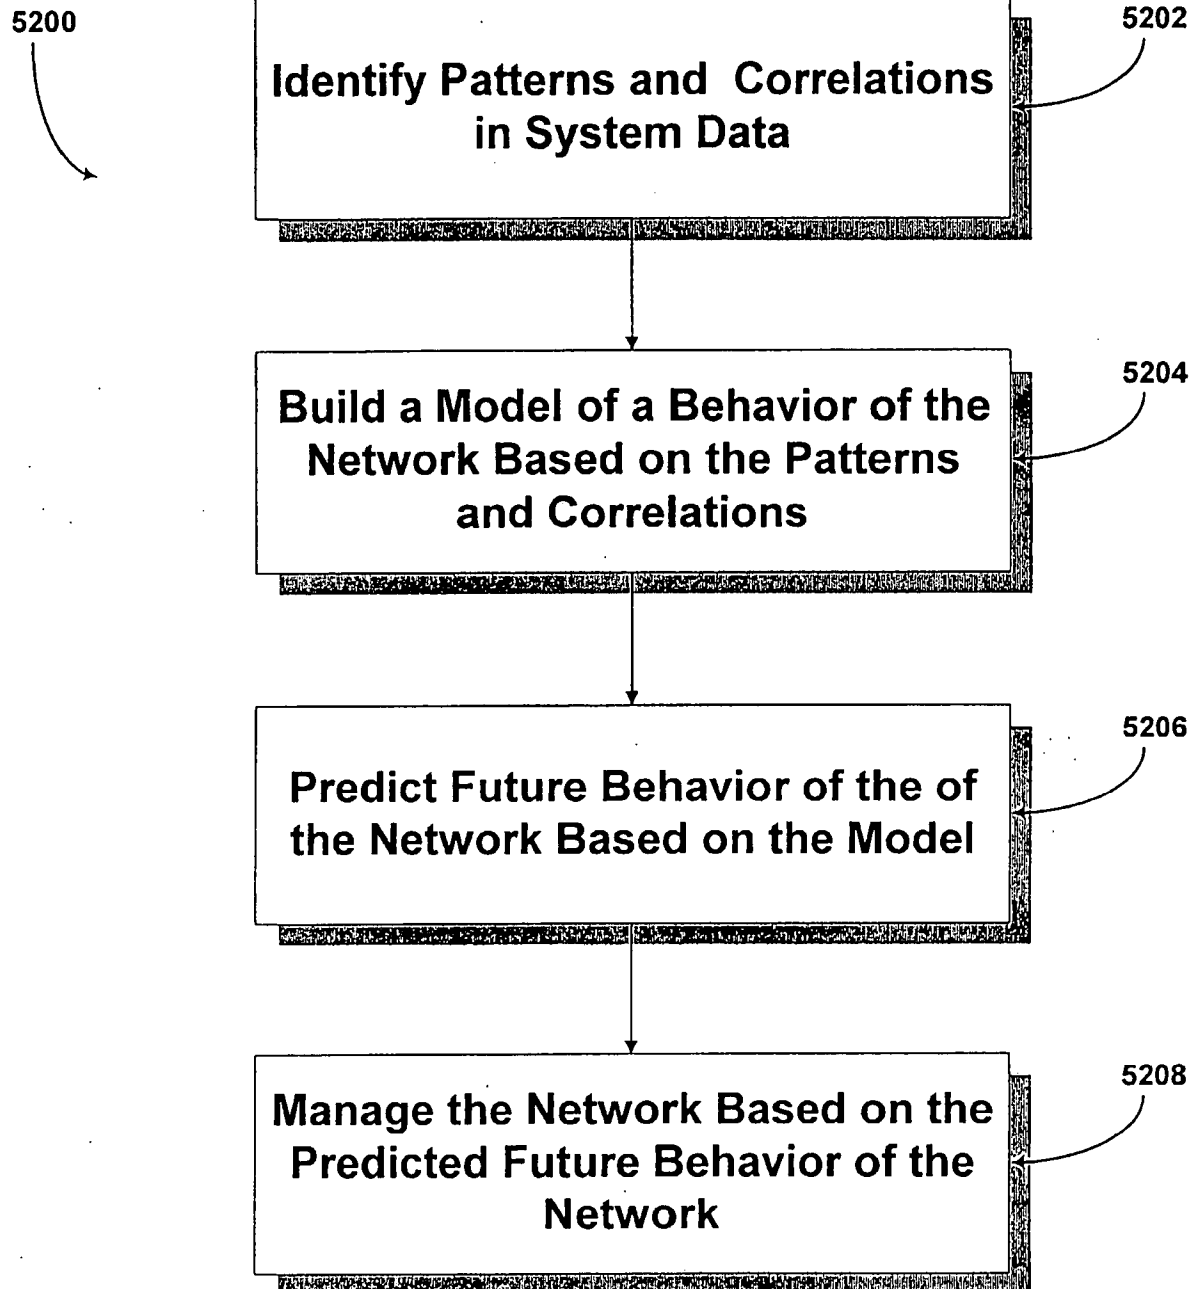 5200
5202
Identify Patterns and Correlations
in System Data
5204
Build a Model of a Behavior of the
Network Based on the Patterns
and Correlations
5206
Predict Future Behavior of the of
the Network Based on the Model
5208
Manage the Network Based on the
Predicted Future Behavior of the
Network